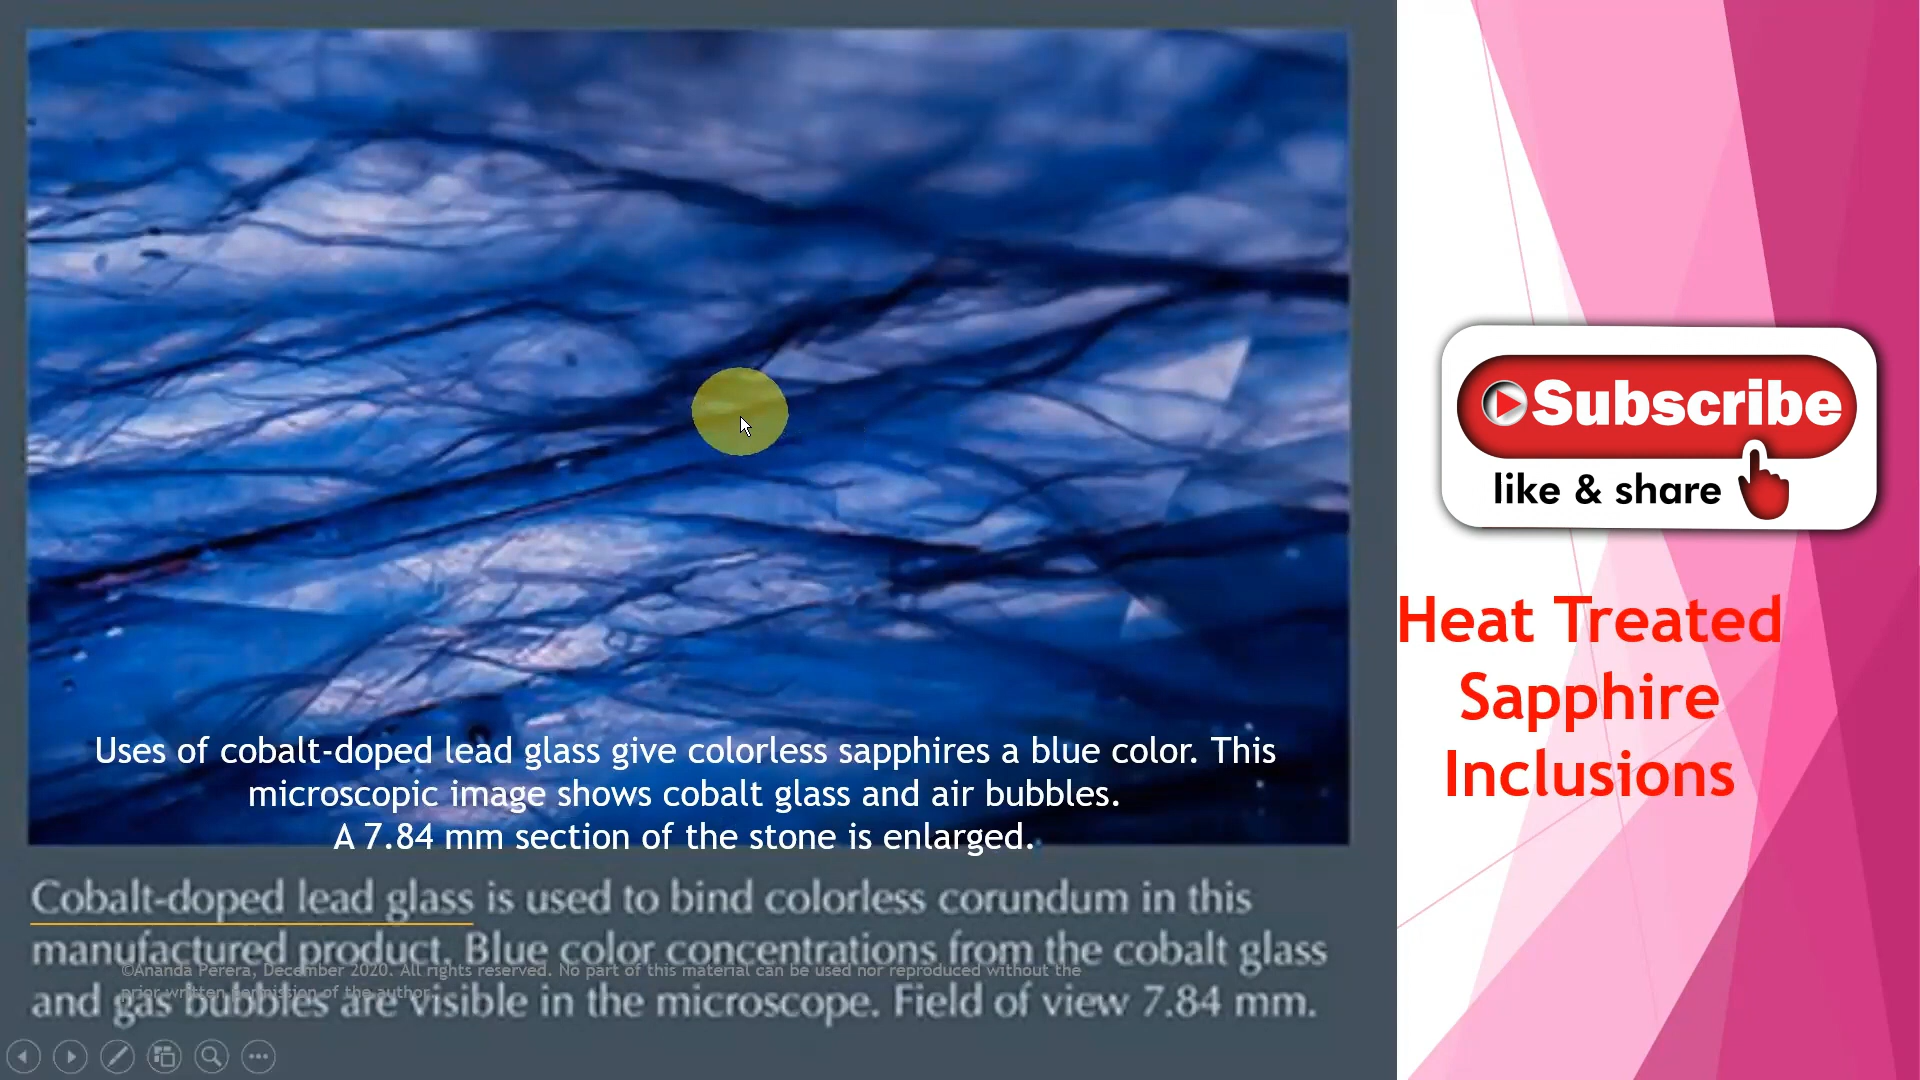 Uses of cobalt-doped lead glass give colorless sapphires a blue color. This
microscopic image shows cobalt glass and air bubbles.
A 7.84 mm section of the stone is enlarged.
Cobalt-doped lead glass is used to bind colorless corundum in this
manufactured product. Blue color concentrations from the cobalt glass
and gas bubbles are visible in the microscope. Field of view 7.84 mm.
©Ananda Perera, December 2020. All rights reserved. No part of this material can be used nor reproduced without the
prior written permission of the author.
Subscribe
like & share
Heat Treated
Sapphire
Inclusions